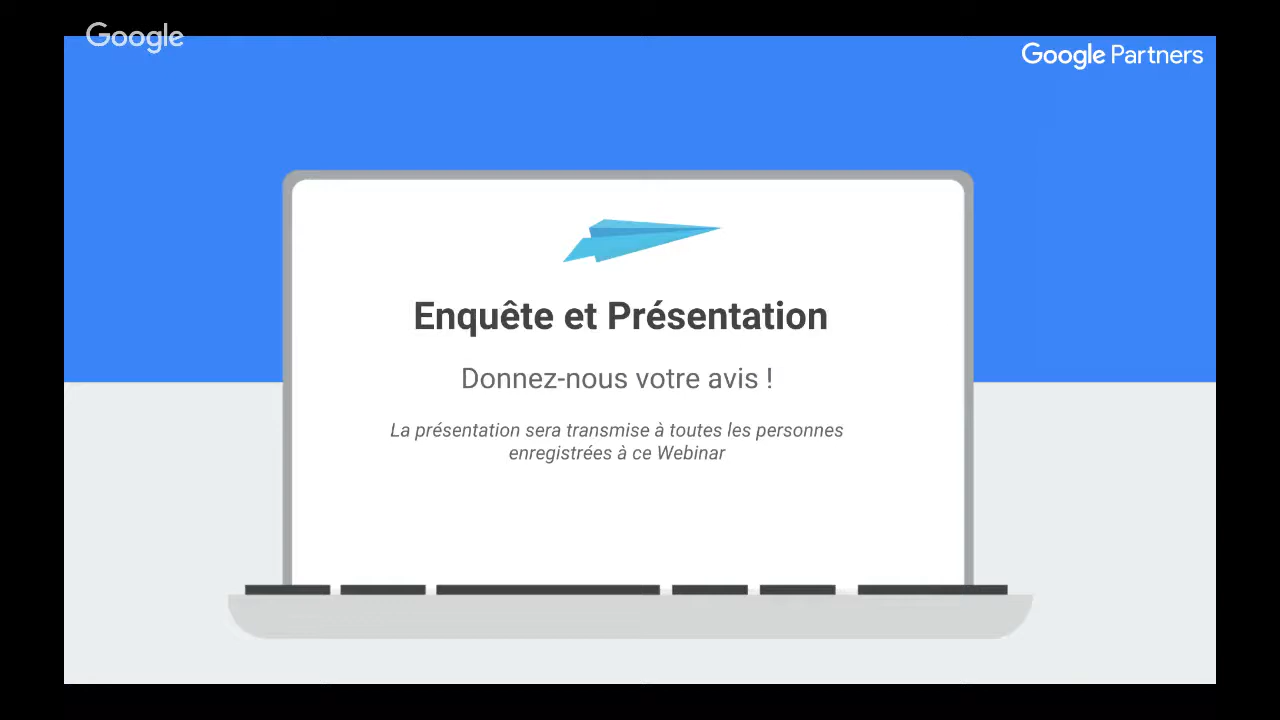 Google
Google Partners
Enquête et Présentation
Donnez-nous votre avis !
La présentation sera transmise à toutes les personnes
enregistrées à ce Webinar